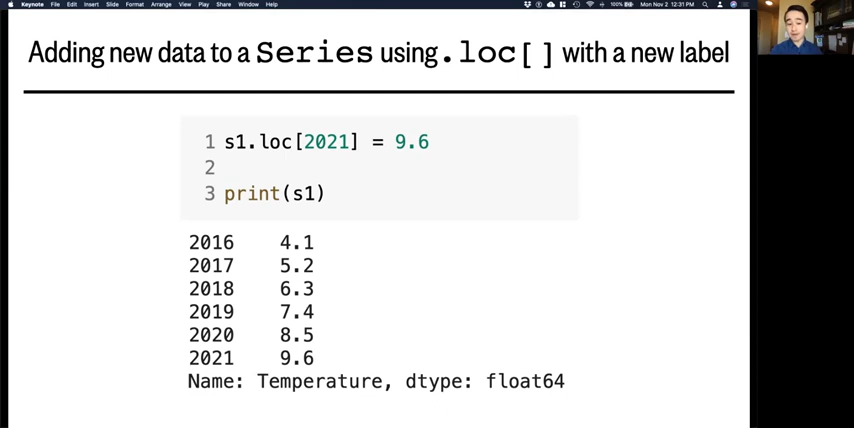 Keynote File Edit Insert Slide Format Arrange View Play Share Window Help 100% Mon Nov 2 12:31 PM
Adding new data to a Series using .loc[ ] with a new label
1 s1.loc[2021] = 9.6
2
3 print(s1)
2016 4.1
2017 5.2
2018 6.3
2019 7.4
2020 8.5
2021 9.6
Name: Temperature, dtype: float64